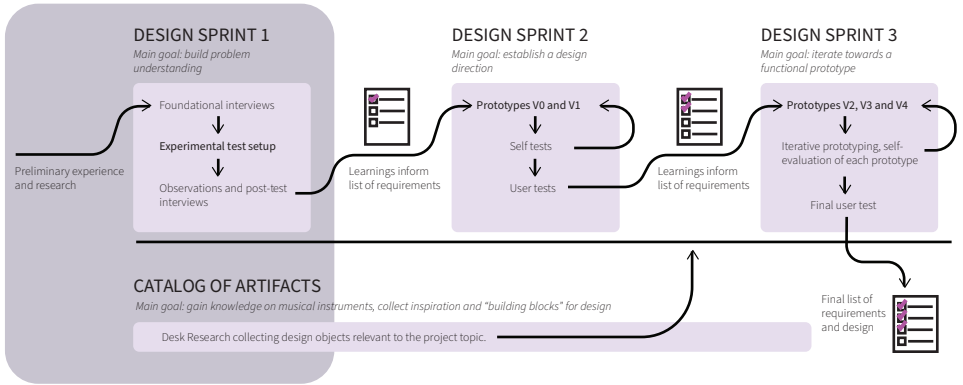 DESIGN SPRINT 1
Main goal: build problem
understanding
Foundational interviews
Experimental test setup
Observations and post-test
interviews
Preliminary experience
and research
Learnings inform
list of requirements
DESIGN SPRINT 2
Main goal: establish a design
direction
Prototypes V0 and V1
Self tests
User tests
Learnings inform
list of requirements
DESIGN SPRINT 3
Main goal: iterate towards a
functional prototype
Prototypes V2, V3 and V4
Iterative prototyping, self-
evaluation of each prototype
Final user test
Final list of
requirements
and design
CATALOG OF ARTIFACTS
Main goal: gain knowledge on musical instruments, collect inspiration and “building blocks” for design
Desk Research collecting design objects relevant to the project topic.